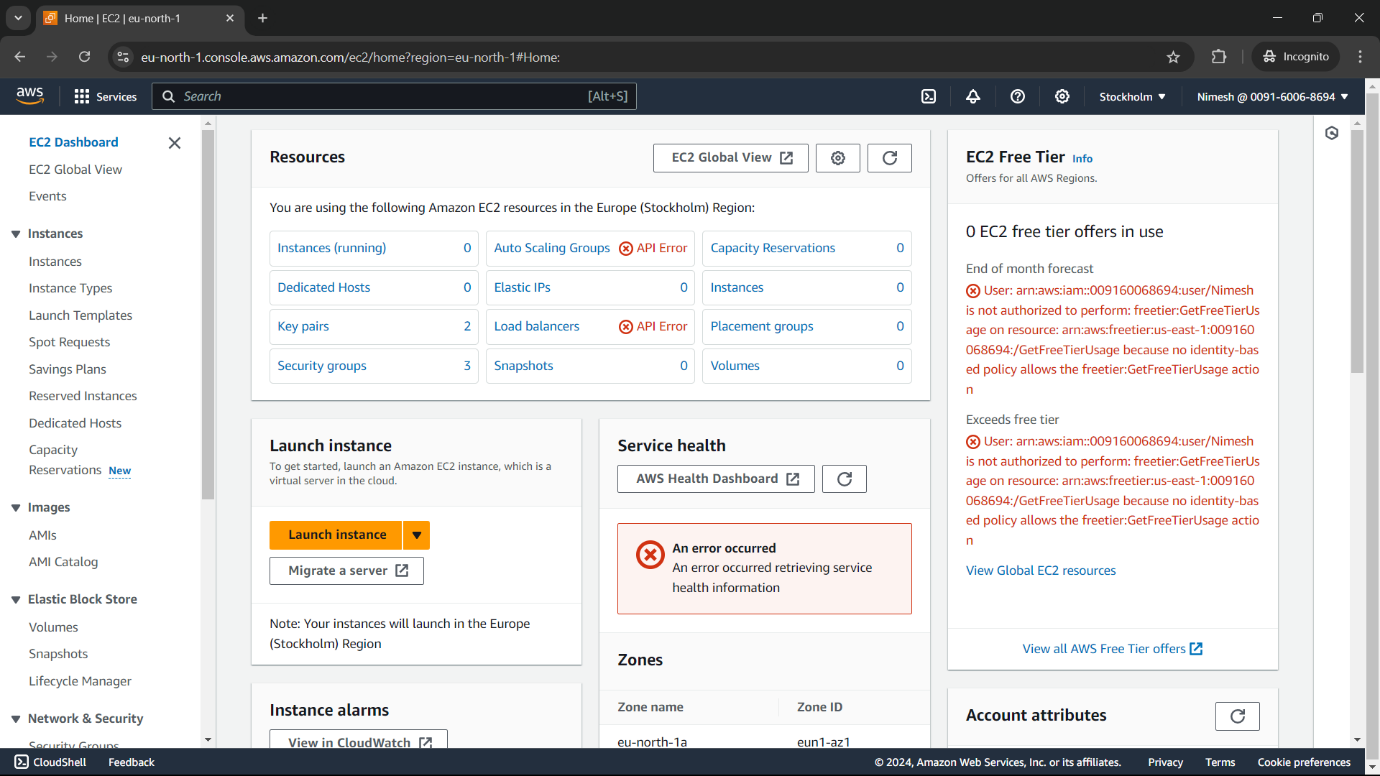 Home | EC2 | eu-north-1
eu-north-1.console.aws.amazon.com/ec2/home?region=eu-north-1#Home:
Incognito
aws
Services
Search
[Alt+S]
Stockholm
Nimesh @ 0091-6006-8694
EC2 Dashboard
EC2 Global View
Events
Instances
Instances
Instance Types
Launch Templates
Spot Requests
Savings Plans
Reserved Instances
Dedicated Hosts
Capacity
Reservations New
Images
AMIs
AMI Catalog
Elastic Block Store
Volumes
Snapshots
Lifecycle Manager
Network & Security
Security Groups
Resources
EC2 Global View
You are using the following Amazon EC2 resources in the Europe (Stockholm) Region:
Instances (running) 0
Auto Scaling Groups API Error
Capacity Reservations 0
Dedicated Hosts 0
Elastic IPs 0
Instances 0
Key pairs 2
Load balancers API Error
Placement groups 0
Security groups 3
Snapshots 0
Volumes 0
Launch instance
To get started, launch an Amazon EC2 instance, which is a
virtual server in the cloud.
Launch instance
Migrate a server
Note: Your instances will launch in the Europe
(Stockholm) Region
Instance alarms
View in CloudWatch
Service health
AWS Health Dashboard
An error occurred
An error occurred retrieving service
health information
Zones
Zone name Zone ID
eu-north-1a eun1-az1
EC2 Free Tier Info
Offers for all AWS Regions.
0 EC2 free tier offers in use
End of month forecast
User: arn:aws:iam::009160068694:user/Nimesh
is not authorized to perform: freetier:GetFreeTierUs
age on resource: arn:aws:freetier:us-east-1:009160
068694:/GetFreeTierUsage because no identity-bas
ed policy allows the freetier:GetFreeTierUsage actio
n
Exceeds free tier
User: arn:aws:iam::009160068694:user/Nimesh
is not authorized to perform: freetier:GetFreeTierUs
age on resource: arn:aws:freetier:us-east-1:009160
068694:/GetFreeTierUsage because no identity-bas
ed policy allows the freetier:GetFreeTierUsage actio
n
View Global EC2 resources
View all AWS Free Tier offers
Account attributes
CloudShell
Feedback
© 2024, Amazon Web Services, Inc. or its affiliates.
Privacy
Terms
Cookie preferences